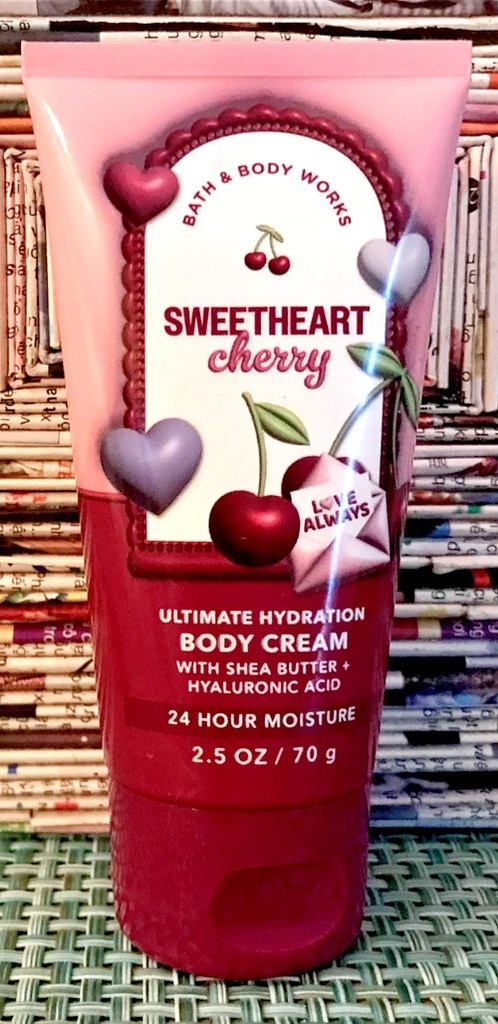 BATH & BODY WORKS
SWEETHEART
cherry
LOVE
ALWAYS
ULTIMATE HYDRATION
BODY CREAM
WITH SHEA BUTTER +
HYALURONIC ACID
24 HOUR MOISTURE
2.5 OZ / 70 g